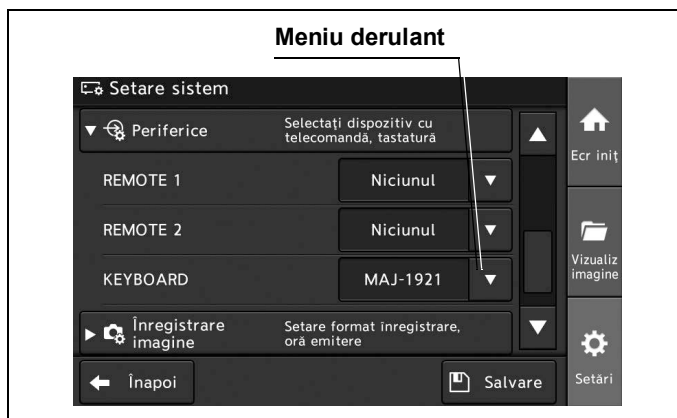 Meniu derulant
Setare sistem
Periferice
Selectați dispozitiv cu
telecomandă, tastatură
REMOTE 1
Niciunul
REMOTE 2
Niciunul
KEYBOARD
MAJ-1921
Înregistrare
imagine
Setare format înregistrare,
oră emitere
Înapoi
Salvare
Ecr iniț
Vizualiz
imagine
Setări